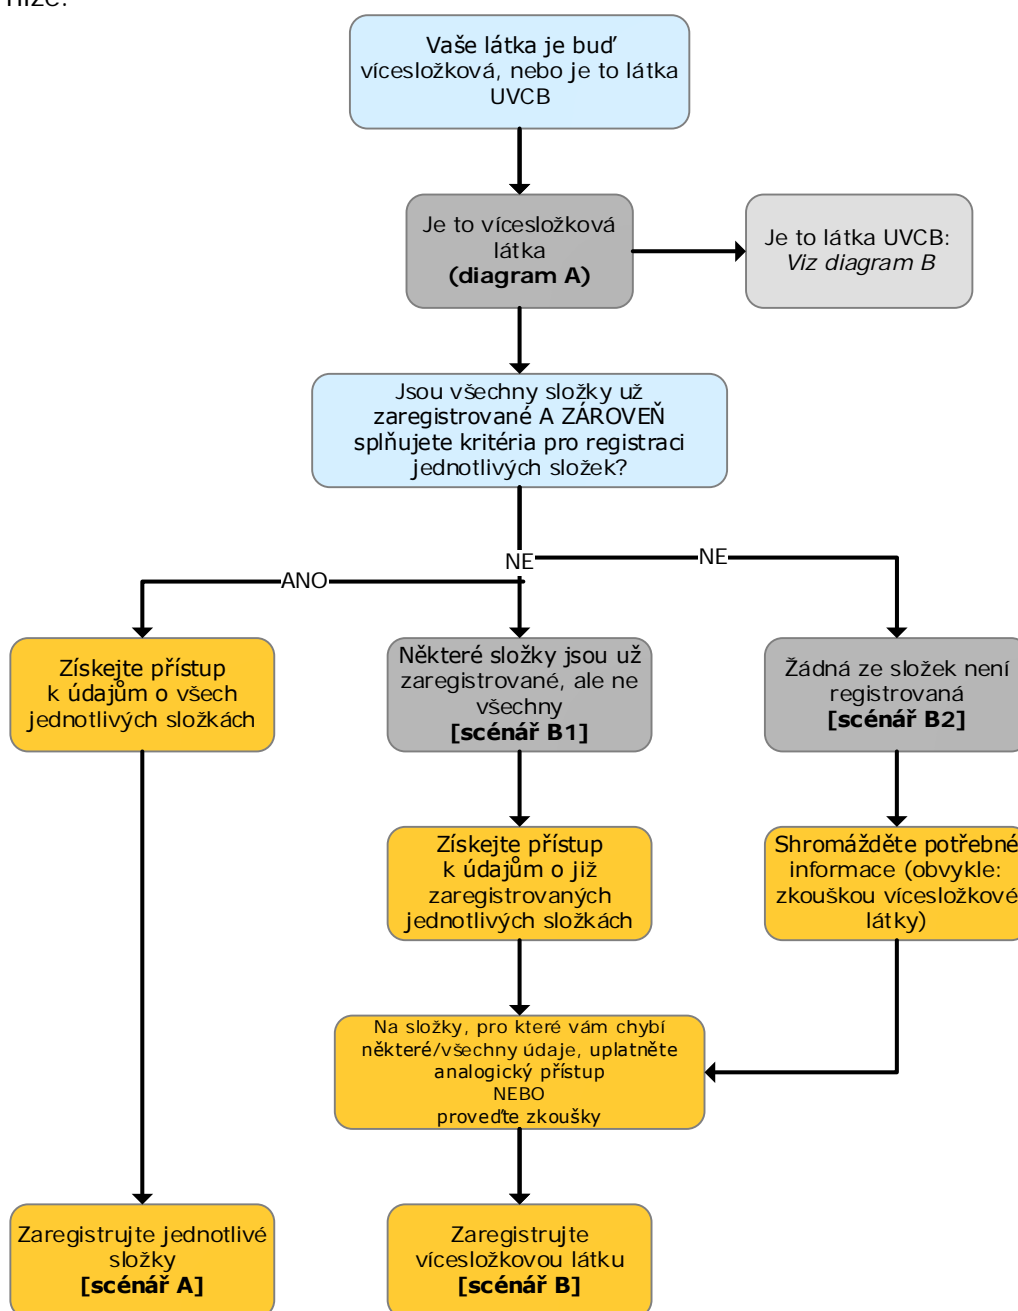 níže.
Vaše látka je buď
vícesložková, nebo je to látka
UVCB
Je to vícesložková
látka
(diagram A)
Je to látka UVCB:
Viz diagram B
Jsou všechny složky už
zaregistrované A ZÁROVEŇ
splňujete kritéria pro registraci
jednotlivých složek?
NE
NE
ANO
Získejte přístup
k údajům o všech
jednotlivých složkách
Některé složky jsou už
zaregistrované, ale ne
všechny
[scénář B1]
Žádná ze složek není
registrovaná
[scénář B2]
Získejte přístup
k údajům o již
zaregistrovaných
jednotlivých složkách
Shromážděte potřebné
informace (obvykle:
zkouškou vícesložkové
látky)
Na složky, pro které vám chybí
některé/všechny údaje, uplatněte
analogický přístup
NEBO
proveďte zkoušky
Zaregistrujte jednotlivé
složky
[scénář A]
Zaregistrujte
vícesložkovou látku
[scénář B]